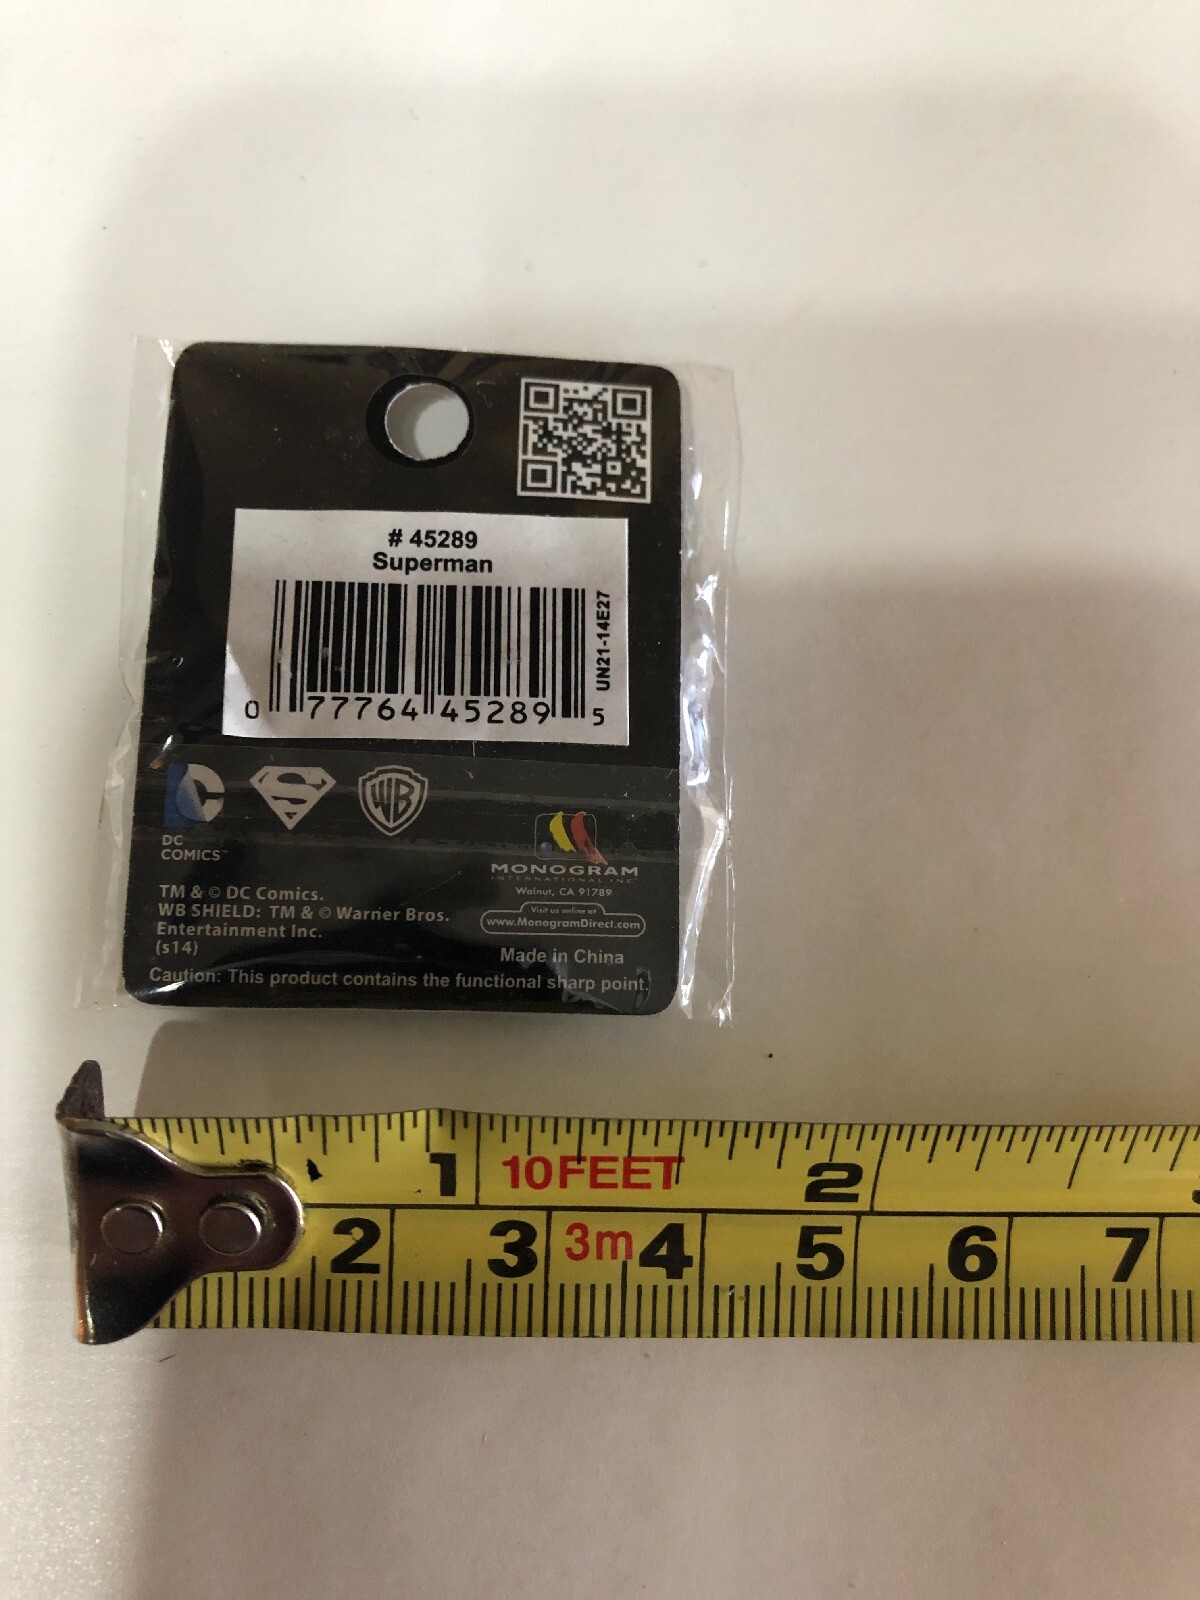 # 45289
Superman
UN21-14E27
0 77764 45289 5
DC
COMICS™
WB
MONOGRAM
INTERNATIONAL INC.
Walnut, CA 91789
Visit us online at
www.MonogramDirect.com
TM & © DC Comics.
WB SHIELD: TM & © Warner Bros.
Entertainment Inc.
(s14)
Made in China
Caution: This product contains the functional sharp point.
1 10FEET 2
2 3 3m 4 5 6 7